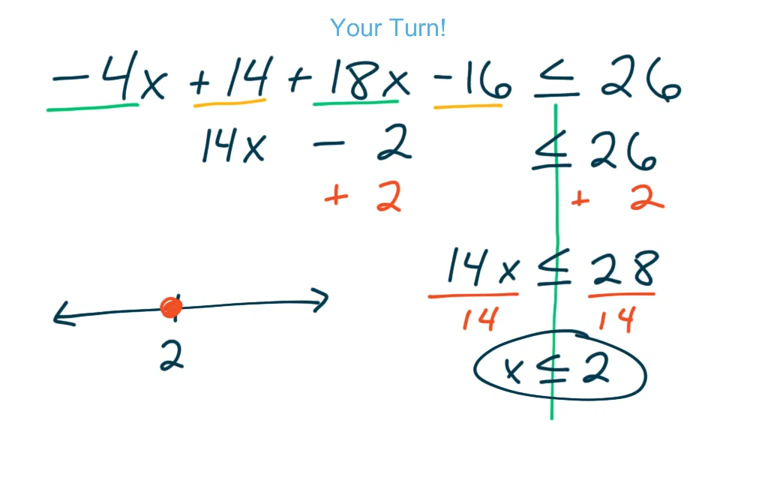 Your Turn!
-4x + 14 + 18x - 16 ≤ 26
14x - 2 ≤ 26
+ 2 + 2
14x ≤ 28
14 14
2 x ≤ 2